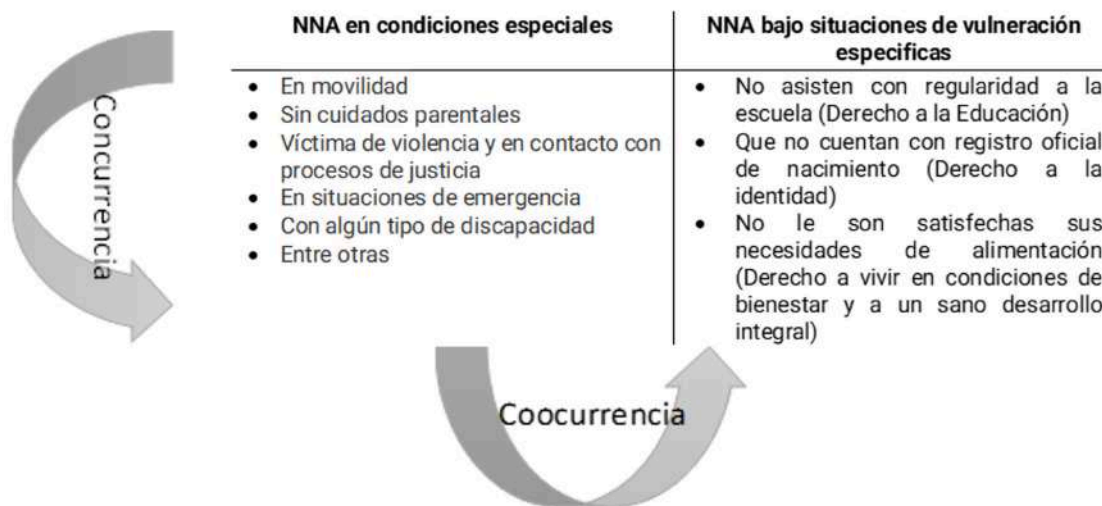 NNA en condiciones especiales
En movilidad
Sin cuidados parentales
Víctima de violencia y en contacto con
procesos de justicia
En situaciones de emergencia
Con algún tipo de discapacidad
Entre otras
NNA bajo situaciones de vulneración
especificas
No asisten con regularidad a la
escuela (Derecho a la Educación)
Que no cuentan con registro oficial
de nacimiento (Derecho a la
identidad)
No le son satisfechas sus
necesidades de alimentación
(Derecho a vivir en condiciones de
bienestar y a un sano desarrollo
integral)
Concurrencia
Coocurrencia